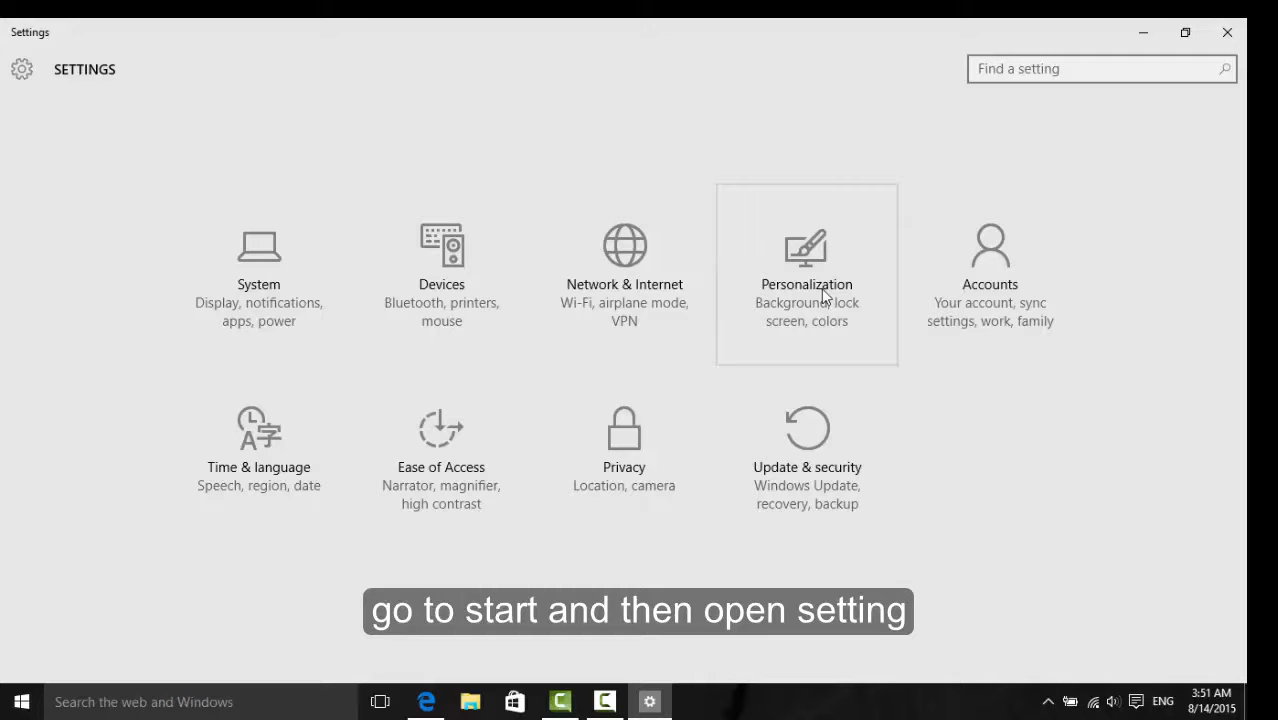 Settings
SETTINGS
Find a setting
System
Display, notifications,
apps, power
Devices
Bluetooth, printers,
mouse
Network & Internet
Wi-Fi, airplane mode,
VPN
Personalization
Background, lock
screen, colors
Accounts
Your account, sync
settings, work, family
Time & language
Speech, region, date
Ease of Access
Narrator, magnifier,
high contrast
Privacy
Location, camera
Update & security
Windows Update,
recovery, backup
go to start and then open setting
Search the web and Windows
ENG
3:51 AM
8/14/2015